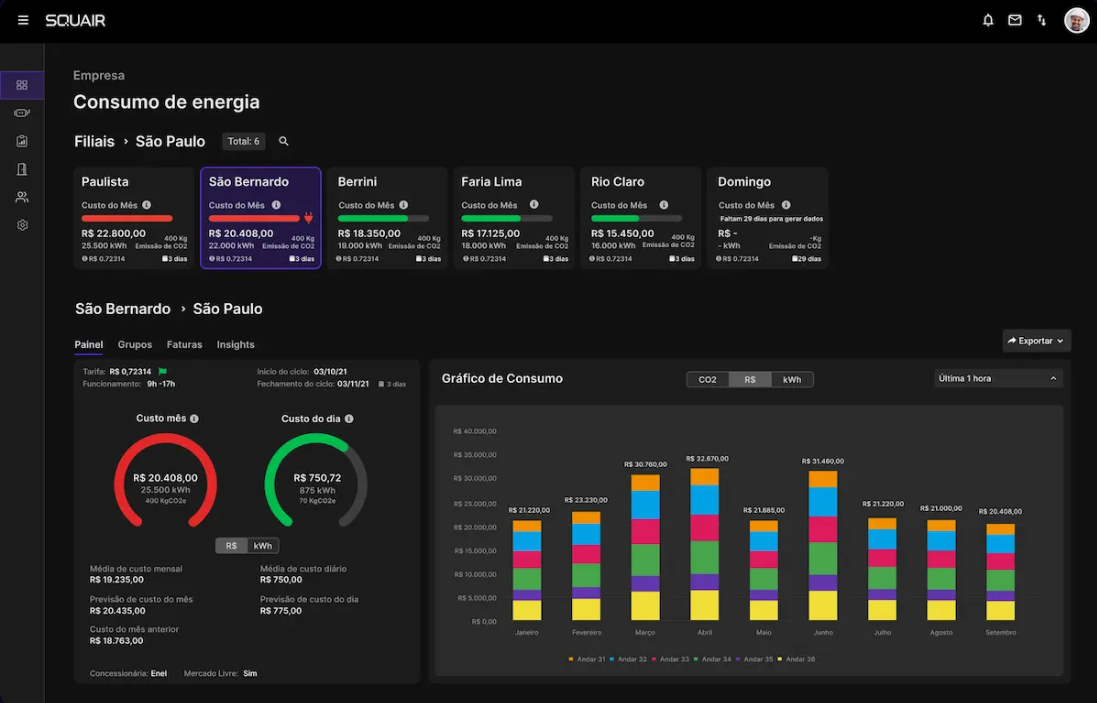 SQUAIR
Empresa
Consumo de energia
Filiais › São Paulo Total: 6
Paulista
Custo do Mês
R$ 22.800,00
400 Kg
25.500 kWh Emissão de CO2
R$ 0.72314 3 dias
São Bernardo
Custo do Mês
R$ 20.408,00
400 Kg
22.000 kWh Emissão de CO2
R$ 0.72314 3 dias
Berrini
Custo do Mês
R$ 18.350,00
400 Kg
19.000 kWh Emissão de CO2
R$ 0.72314 3 dias
Faria Lima
Custo do Mês
R$ 17.125,00
400 Kg
18.000 kWh Emissão de CO2
R$ 0.72314 3 dias
Rio Claro
Custo do Mês
R$ 15.450,00
400 Kg
16.000 kWh Emissão de CO2
R$ 0.72314 3 dias
Domingo
Custo do Mês
Faltam 29 dias para gerar dados
R$ -
-Kg
- kWh Emissão de CO2
R$ 0.72314 29 dias
São Bernardo › São Paulo
Painel Grupos Faturas Insights
Exportar
Tarifa: R$ 0,72314
Funcionamento: 9h -17h
Início do ciclo: 03/10/21
Fechamento do ciclo: 03/11/21 3 dias
Custo mês
R$ 20.408,00
25.500 kWh
400 KgCO2e
Custo do dia
R$ 750,72
875 kWh
70 KgCO2e
R$ kWh
Média de custo mensal
R$ 19.235,00
Média de custo diário
R$ 750,00
Previsão de custo do mês
R$ 20.435,00
Previsão de custo do dia
R$ 775,00
Custo do mês anterior
R$ 18.763,00
Concessionária: Enel Mercado Livre: Sim
Gráfico de Consumo
CO2 R$ kWh
Última 1 hora
R$ 40.000,00
R$ 35.000,00
R$ 30.000,00
R$ 25.000,00
R$ 20.000,00
R$ 15.000,00
R$ 10.000,00
R$ 5.000,00
R$ 0,00
R$ 21.220,00
R$ 23.230,00
R$ 30.760,00
R$ 32.670,00
R$ 21.885,00
R$ 31.460,00
R$ 21.220,00
R$ 21.000,00
R$ 20.408,00
Janeiro Fevereiro Março Abril Maio Junho Julho Agosto Setembro
Andar 31 Andar 32 Andar 33 Andar 34 Andar 35 Andar 36